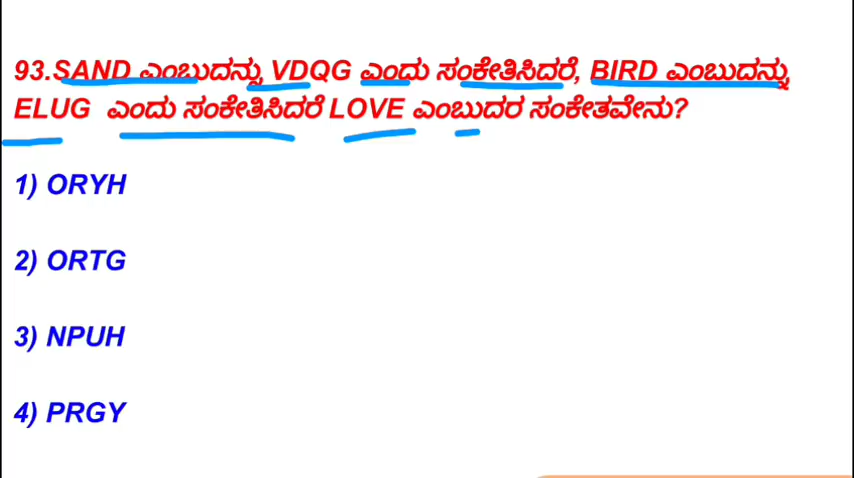 93.SAND ಎಂಬುದನ್ನು VDQG ಎಂದು ಸಂಕೇತಿಸಿದರೆ, BIRD ಎಂಬುದನ್ನು
ELUG ಎಂದು ಸಂಕೇತಿಸಿದರೆ LOVE ಎಂಬುದರ ಸಂಕೇತವೇನು?
1) ORYH
2) ORTG
3) NPUH
4) PRGY